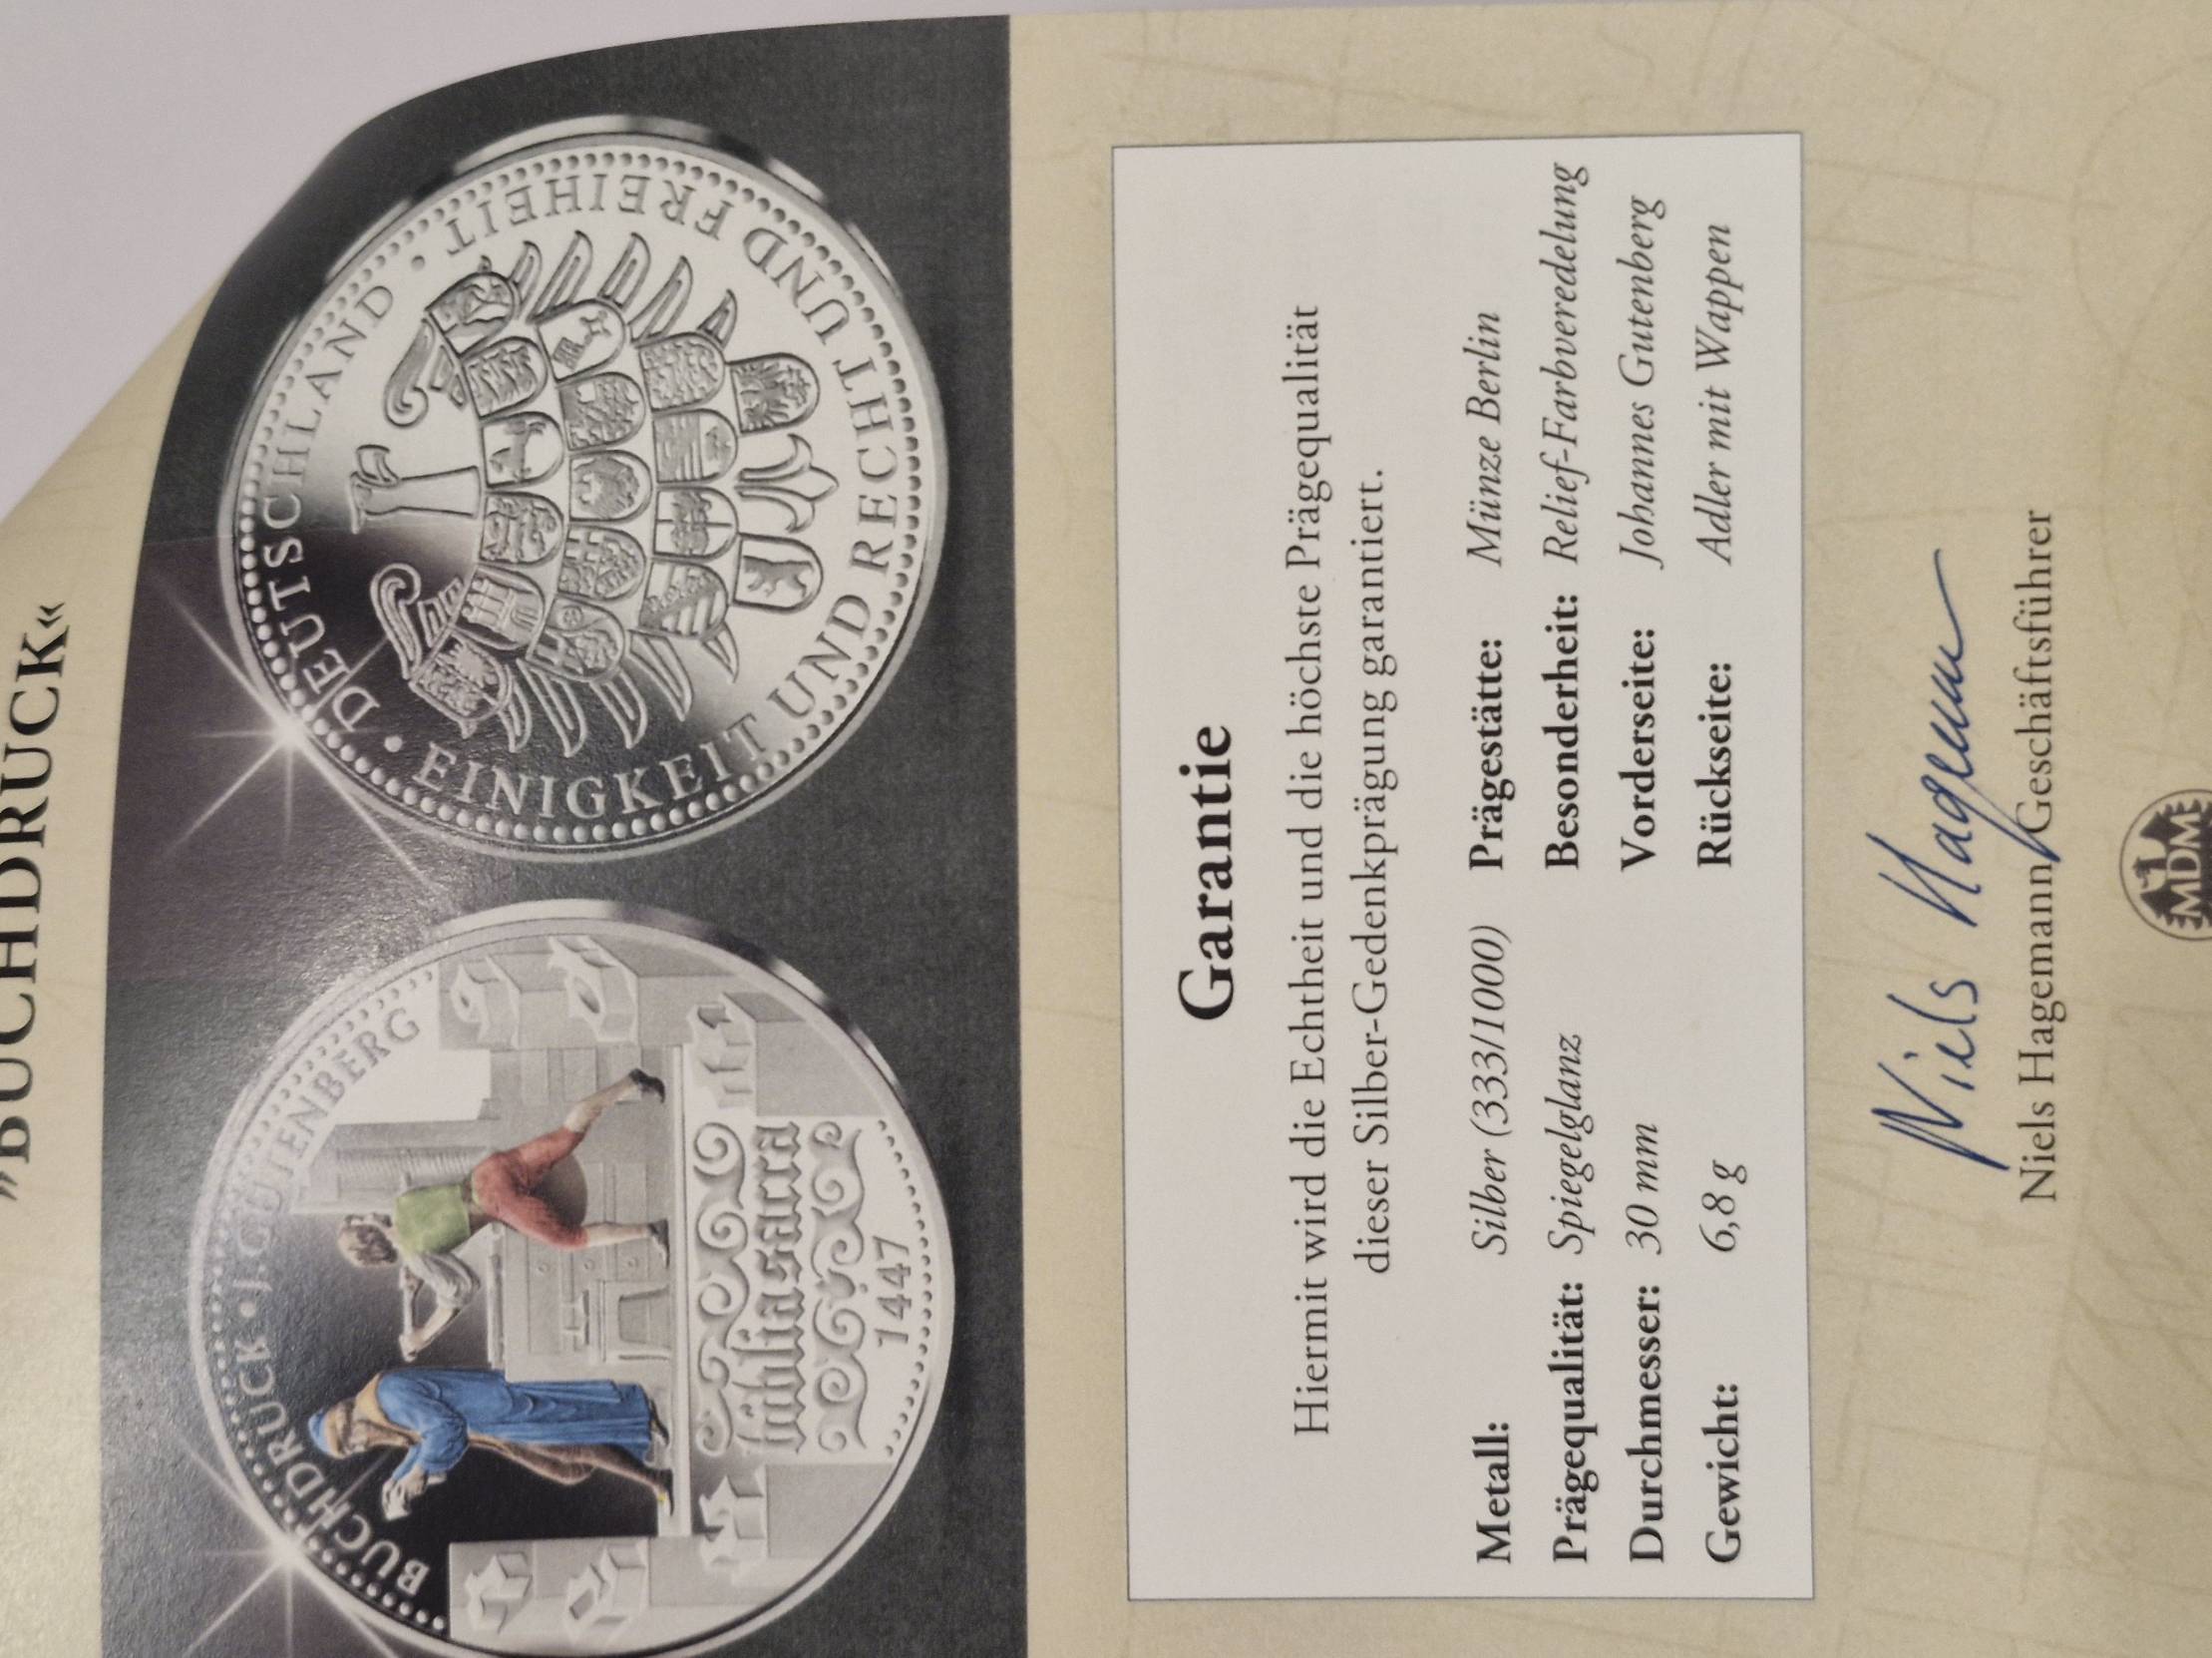 »BUCHDRUCK«
BUCHDRUCK • J. GUTENBERG
biblia sacra
1447
• DEUTSCHLAND •
EINIGKEIT UND RECHT UND FREIHEIT
Garantie
Hiermit wird die Echtheit und die höchste Prägequalität
dieser Silber-Gedenkprägung garantiert.
Metall: Silber (333/1000) Prägestätte: Münze Berlin
Prägequalität: Spiegelglanz Besonderheit: Relief-Farbveredelung
Durchmesser: 30 mm Vorderseite: Johannes Gutenberg
Gewicht: 6,8 g Rückseite: Adler mit Wappen
Niels Hagemann
Niels Hagemann, Geschäftsführer
MDM